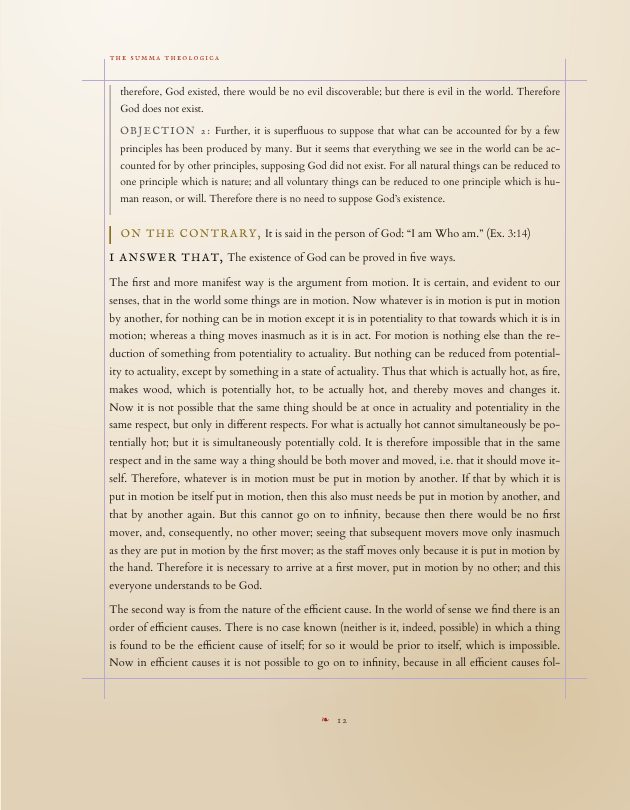 THE SUMMA THEOLOGICA
therefore, God existed, there would be no evil discoverable; but there is evil in the world. Therefore
God does not exist.
OBJECTION 2: Further, it is superfluous to suppose that what can be accounted for by a few
principles has been produced by many. But it seems that everything we see in the world can be ac-
counted for by other principles, supposing God did not exist. For all natural things can be reduced to
one principle which is nature; and all voluntary things can be reduced to one principle which is hu-
man reason, or will. Therefore there is no need to suppose God's existence.
ON THE CONTRARY, It is said in the person of God: “I am Who am.” (Ex. 3:14)
I ANSWER THAT, The existence of God can be proved in five ways.
The first and more manifest way is the argument from motion. It is certain, and evident to our
senses, that in the world some things are in motion. Now whatever is in motion is put in motion
by another, for nothing can be in motion except it is in potentiality to that towards which it is in
motion; whereas a thing moves inasmuch as it is in act. For motion is nothing else than the re-
duction of something from potentiality to actuality. But nothing can be reduced from potential-
ity to actuality, except by something in a state of actuality. Thus that which is actually hot, as fire,
makes wood, which is potentially hot, to be actually hot, and thereby moves and changes it.
Now it is not possible that the same thing should be at once in actuality and potentiality in the
same respect, but only in different respects. For what is actually hot cannot simultaneously be po-
tentially hot; but it is simultaneously potentially cold. It is therefore impossible that in the same
respect and in the same way a thing should be both mover and moved, i.e. that it should move it-
self. Therefore, whatever is in motion must be put in motion by another. If that by which it is
put in motion be itself put in motion, then this also must needs be put in motion by another, and
that by another again. But this cannot go on to infinity, because then there would be no first
mover, and, consequently, no other mover; seeing that subsequent movers move only inasmuch
as they are put in motion by the first mover; as the staff moves only because it is put in motion by
the hand. Therefore it is necessary to arrive at a first mover, put in motion by no other; and this
everyone understands to be God.
The second way is from the nature of the efficient cause. In the world of sense we find there is an
order of efficient causes. There is no case known (neither is it, indeed, possible) in which a thing
is found to be the efficient cause of itself; for so it would be prior to itself, which is impossible.
Now in efficient causes it is not possible to go on to infinity, because in all efficient causes fol-
❧ 12